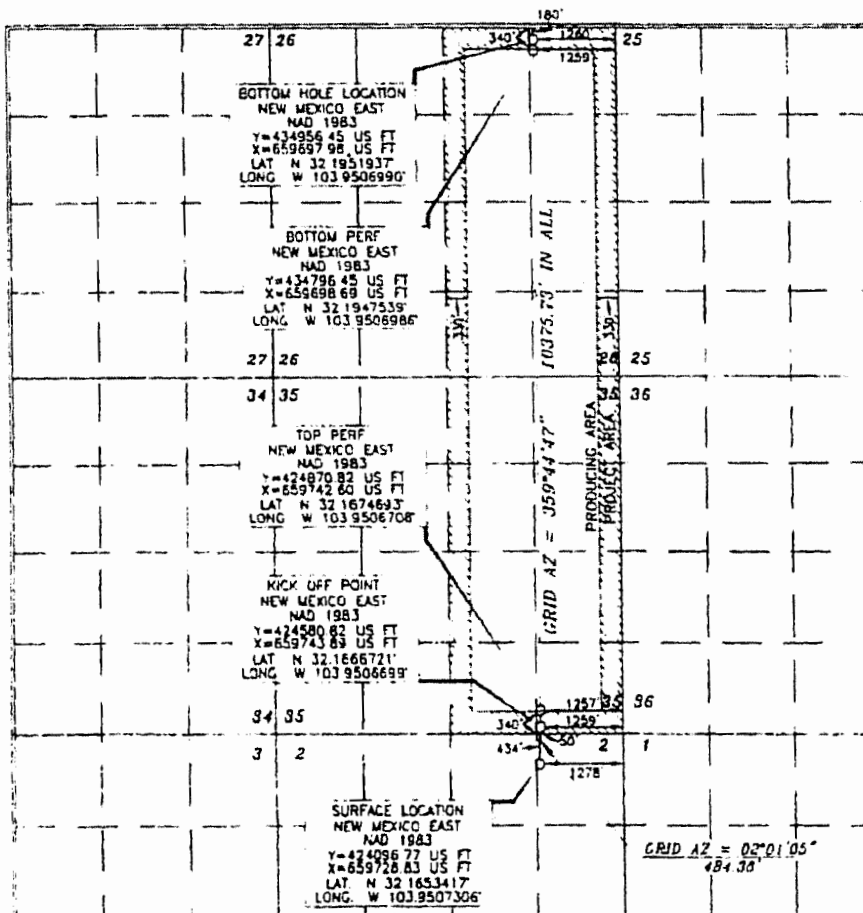 180'
27 26
340'
1260'
25
1259'
BOTTOM HOLE LOCATION
NEW MEXICO EAST
NAD 1983
Y=434956.45 US FT
X=659697.98 US FT
LAT N 32.1951937°
LONG W 103.9506990°
BOTTOM PERF
NEW MEXICO EAST
NAD 1983
Y=434796.45 US FT
X=659698.69 US FT
LAT N 32.1947539°
LONG W 103.9506986°
330'
330'
GRID AZ = 359°44'47" 10375.73' IN ALL
27 26
26 25
34 35
35 36
PRODUCING AREA
PROJECT AREA
TOP PERF
NEW MEXICO EAST
NAD 1983
Y=424870.82 US FT
X=659742.60 US FT
LAT N 32.1674693°
LONG W 103.9506708°
KICK OFF POINT
NEW MEXICO EAST
NAD 1983
Y=424580.82 US FT
X=659743.89 US FT
LAT N 32.1666721°
LONG W 103.9506699°
1257'
35 36
34 35
340'
1259'
3 2
434'
50'
2 1
1278'
SURFACE LOCATION
NEW MEXICO EAST
NAD 1983
Y=424096.77 US FT
X=659728.83 US FT
LAT. N 32.1653417°
LONG. W 103.9507306°
GRID AZ = 02°01'05"
484.38'